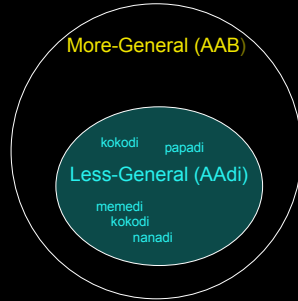 More-General (AAB)
kokodi
papadi
Less-General (AAdi)
memedi
kokodi
nanadi